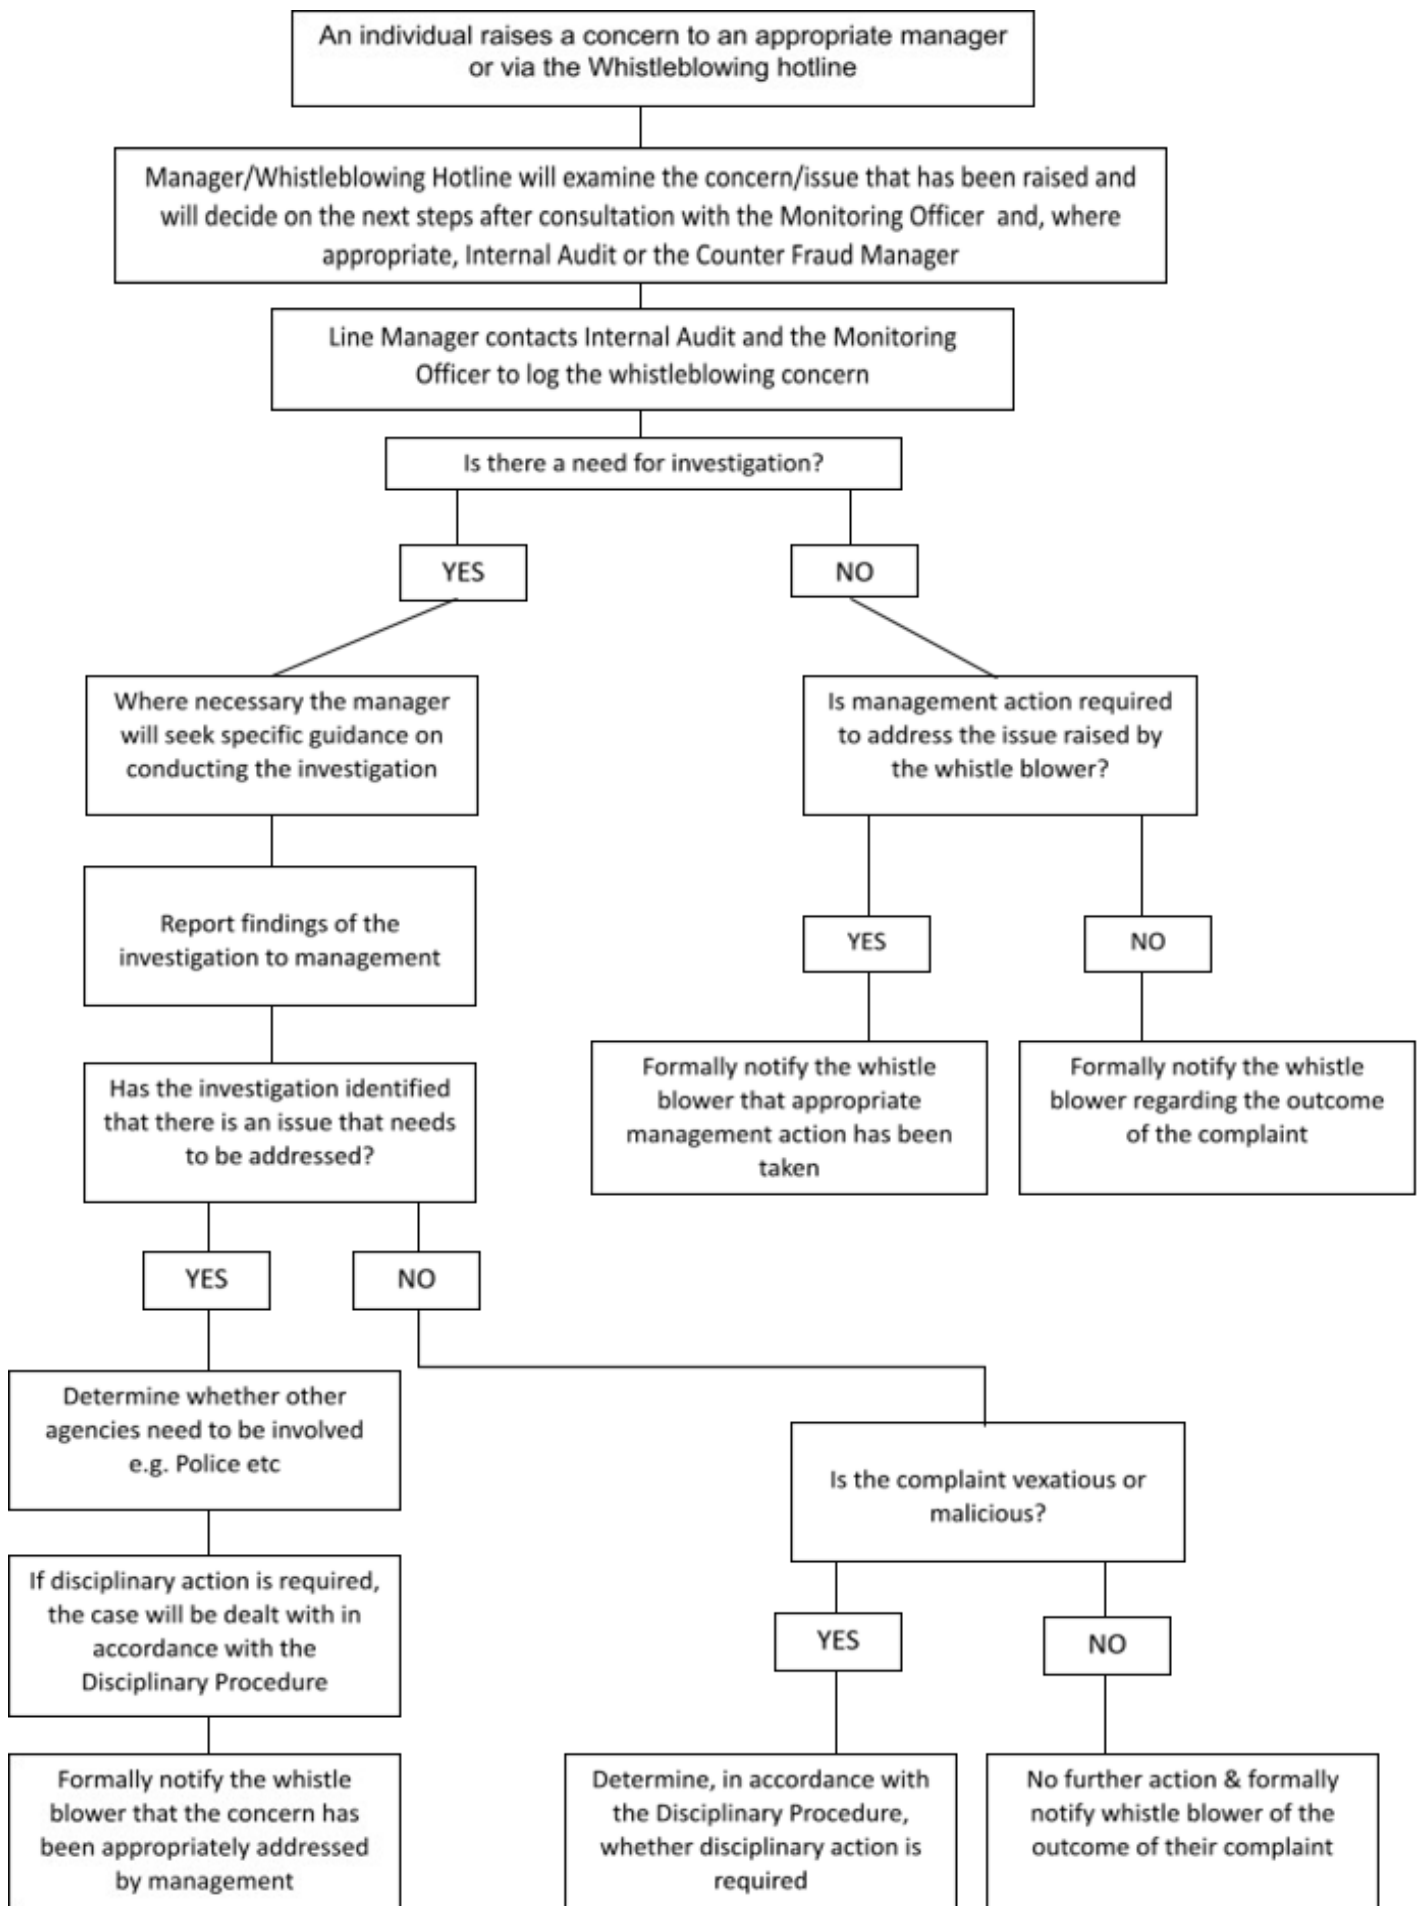 An individual raises a concern to an appropriate manager
or via the Whistleblowing hotline
Manager/Whistleblowing Hotline will examine the concern/issue that has been raised and
will decide on the next steps after consultation with the Monitoring Officer and, where
appropriate, Internal Audit or the Counter Fraud Manager
Line Manager contacts Internal Audit and the Monitoring
Officer to log the whistleblowing concern
Is there a need for investigation?
YES
NO
Where necessary the manager
will seek specific guidance on
conducting the investigation
Is management action required
to address the issue raised by
the whistle blower?
Report findings of the
investigation to management
YES
NO
Has the investigation identified
that there is an issue that needs
to be addressed?
Formally notify the whistle
blower that appropriate
management action has been
taken
Formally notify the whistle
blower regarding the outcome
of the complaint
YES
NO
Determine whether other
agencies need to be involved
e.g. Police etc
Is the complaint vexatious or
malicious?
If disciplinary action is required,
the case will be dealt with in
accordance with the
Disciplinary Procedure
YES
NO
Formally notify the whistle
blower that the concern has
been appropriately addressed
by management
Determine, in accordance with
the Disciplinary Procedure,
whether disciplinary action is
required
No further action & formally
notify whistle blower of the
outcome of their complaint